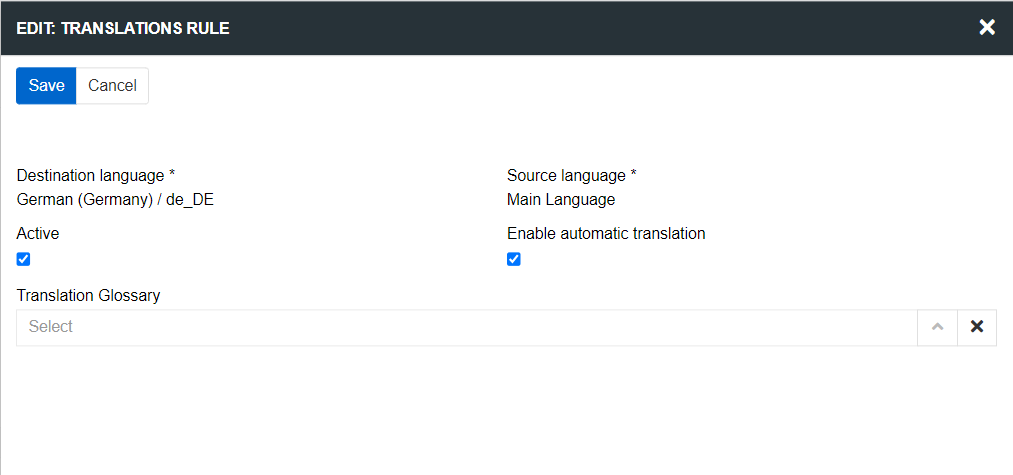 EDIT: TRANSLATIONS RULE
Save Cancel
Destination language * Source language *
German (Germany) / de_DE Main Language
Active Enable automatic translation
Translation Glossary
Select